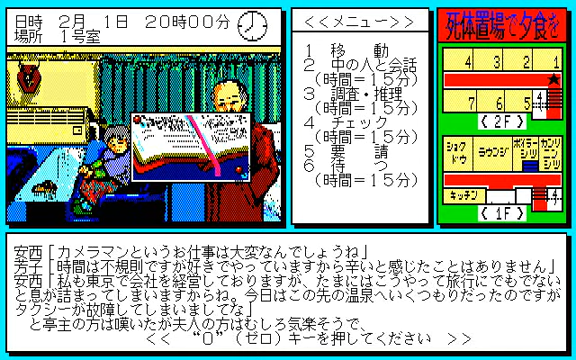 日時　2月　1日　20時00分
場所　1号室
<<メニュー>>
1　移　　動
2　中の人と会話
(時間=15分)
3　調査・推理
(時間=15分)
4　チェック
(時間=15分)
5　要　　請
6　待　　つ
(時間=15分)
死体置場で夕食を
4 3 2 1
★
7 6 5 4
〈2F〉
ショクドウ ラウンジ ボイラーシツ カンリニンシツ
キッチン 4
〈1F〉
安西「カメラマンというお仕事は大変なんでしょうね」
芳子「時間は不規則ですが好きでやっていますから辛いと感じたことはありません」
安西「私も東京で会社を経営しておりますが、たまにはこうやって旅行にでもでない
と息が詰まってしまいますからね。今日はこの先の温泉へいくつもりだったのですが
タクシーが故障してしまいましてな」
と亭主の方は嘆いたが夫人の方はむしろ気楽そうで、
<<　“0”(ゼロ)キーを押してください　>>